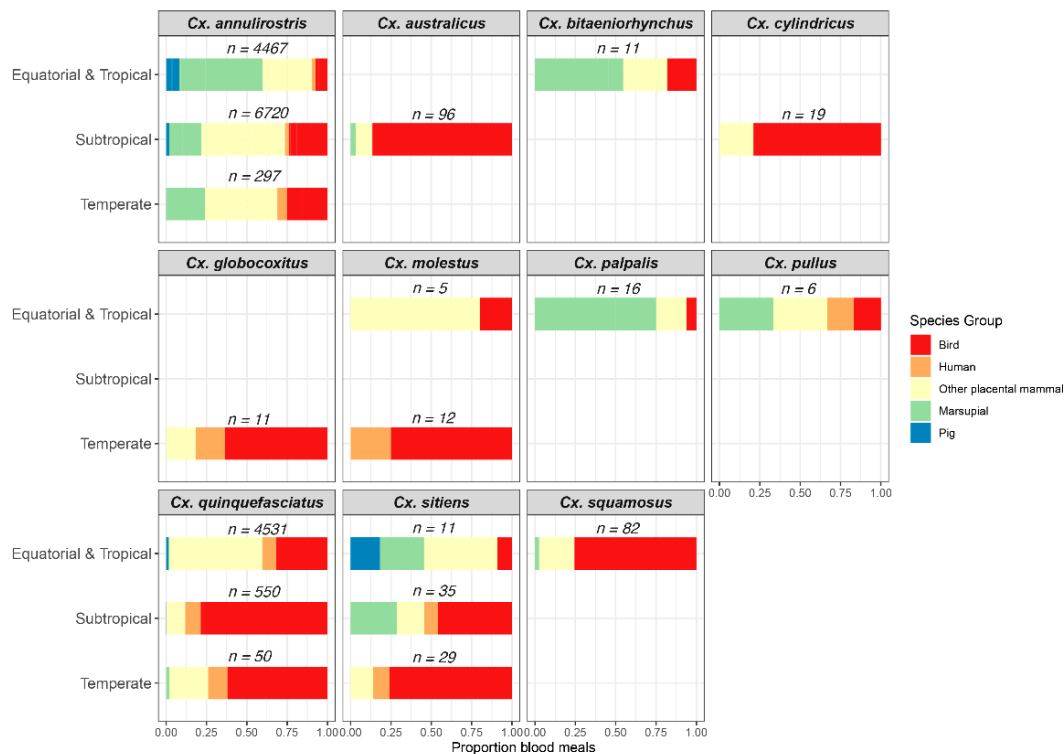 Cx. annulirostris Cx. australicus Cx. bitaeniorhynchus Cx. cylindricus
n = 4467 n = 11
Equatorial & Tropical
n = 6720 n = 96 n = 19
Subtropical
n = 297
Temperate
Cx. globocoxitus Cx. molestus Cx. palpalis Cx. pullus
n = 5 n = 16 n = 6
Equatorial & Tropical
Subtropical
n = 11 n = 12
Temperate
0.00 0.25 0.50 0.75 1.00
Cx. quinquefasciatus Cx. sitiens Cx. squamosus
n = 4531 n = 11 n = 82
Equatorial & Tropical
n = 550 n = 35
Subtropical
n = 50 n = 29
Temperate
0.00 0.25 0.50 0.75 1.00 0.00 0.25 0.50 0.75 1.00 0.00 0.25 0.50 0.75 1.00
Proportion blood meals
Species Group
Bird
Human
Other placental mammal
Marsupial
Pig